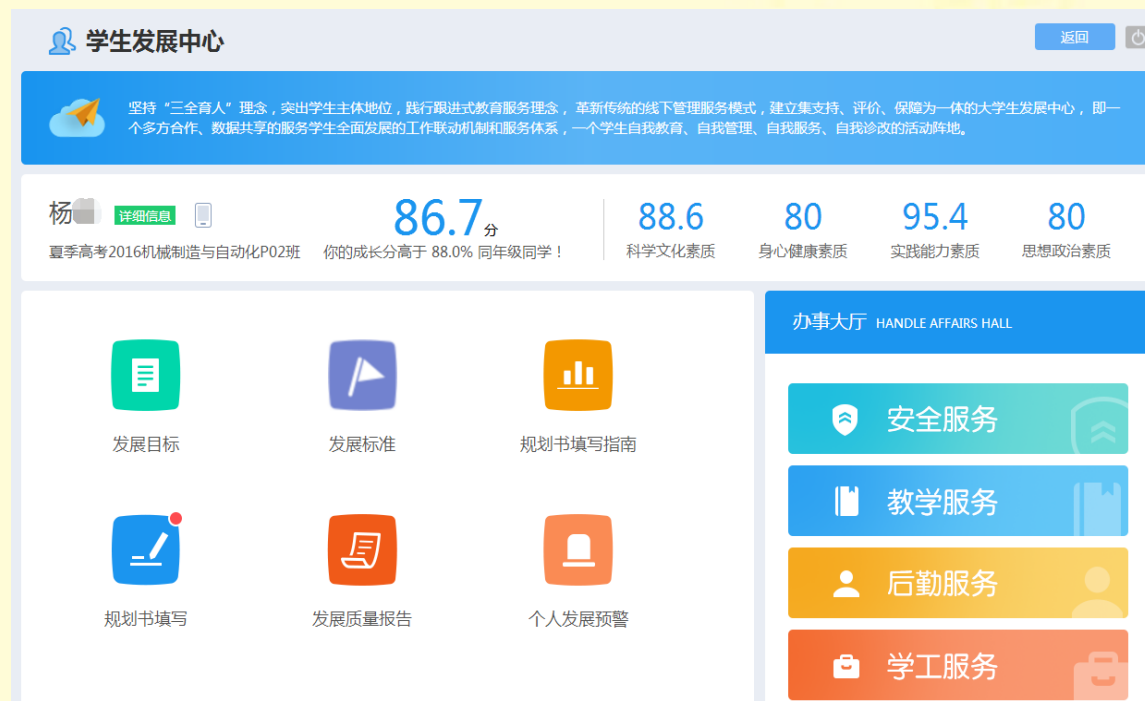 学生发展中心
返回
坚持“三全育人”理念，突出学生主体地位，践行跟进式教育服务理念，革新传统的线下管理服务模式，建立集支持、评价、保障为一体的大学生发展中心，即一
个多方合作、数据共享的服务学生全面发展的工作联动机制和服务体系，一个学生自我教育、自我管理、自我服务、自我诊改的活动阵地。
杨 详细信息
夏季高考2016机械制造与自动化P02班
86.7分
你的成长分高于 88.0% 同年级同学！
88.6
科学文化素质
80
身心健康素质
95.4
实践能力素质
80
思想政治素质
发展目标
发展标准
规划书填写指南
规划书填写
发展质量报告
个人发展预警
办事大厅 HANDLE AFFAIRS HALL
安全服务
教学服务
后勤服务
学工服务